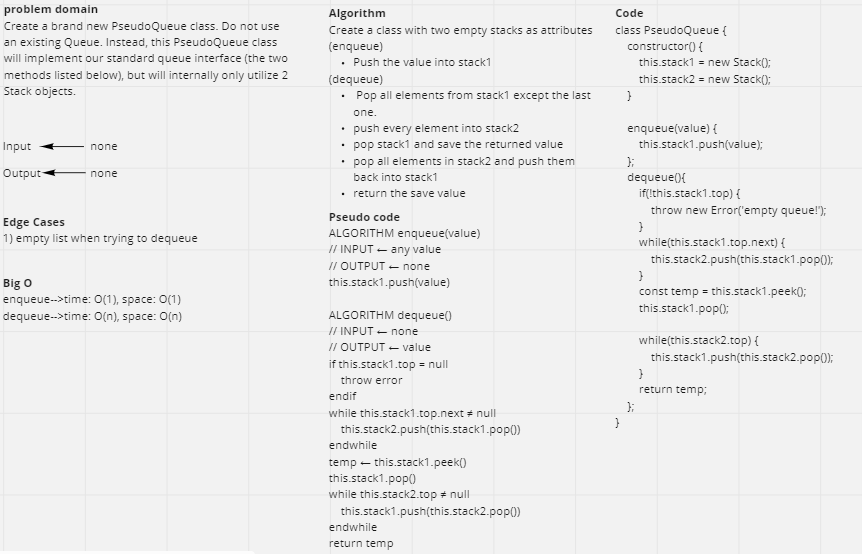 problem domain
Create a brand new PseudoQueue class. Do not use
an existing Queue. Instead, this PseudoQueue class
will implement our standard queue interface (the two
methods listed below), but will internally only utilize 2
Stack objects.
Input ← none
Output ← none
Edge Cases
1) empty list when trying to dequeue
Big O
enqueue-->time: O(1), space: O(1)
dequeue-->time: O(n), space: O(n)
Algorithm
Create a class with two empty stacks as attributes
(enqueue)
• Push the value into stack1
(dequeue)
• Pop all elements from stack1 except the last
one.
• push every element into stack2
• pop stack1 and save the returned value
• pop all elements in stack2 and push them
back into stack1
• return the save value
Pseudo code
ALGORITHM enqueue(value)
// INPUT ← any value
// OUTPUT ← none
this.stack1.push(value)
ALGORITHM dequeue()
// INPUT ← none
// OUTPUT ← value
if this.stack1.top = null
throw error
endif
while this.stack1.top.next ≠ null
this.stack2.push(this.stack1.pop())
endwhile
temp ← this.stack1.peek()
this.stack1.pop()
while this.stack2.top ≠ null
this.stack1.push(this.stack2.pop())
endwhile
return temp
Code
class PseudoQueue {
constructor() {
this.stack1 = new Stack();
this.stack2 = new Stack();
}
enqueue(value) {
this.stack1.push(value);
};
dequeue(){
if(!this.stack1.top) {
throw new Error('empty queue!');
}
while(this.stack1.top.next) {
this.stack2.push(this.stack1.pop());
}
const temp = this.stack1.peek();
this.stack1.pop();
while(this.stack2.top) {
this.stack1.push(this.stack2.pop());
}
return temp;
};
}